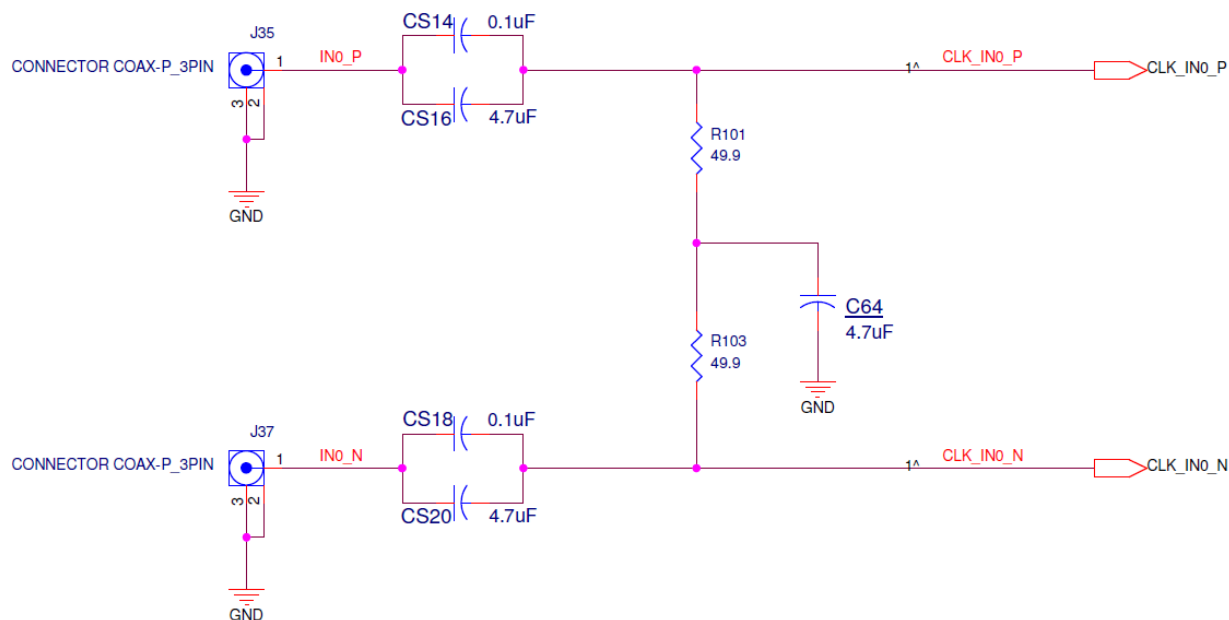 J35
CONNECTOR COAX-P_3PIN
1
IN0_P
3
2
GND
CS14
0.1uF
CS16
4.7uF
R101
49.9
1^
CLK_IN0_P
CLK_IN0_P
C64
4.7uF
GND
R103
49.9
J37
CONNECTOR COAX-P_3PIN
1
IN0_N
3
2
GND
CS18
0.1uF
CS20
4.7uF
1^
CLK_IN0_N
CLK_IN0_N